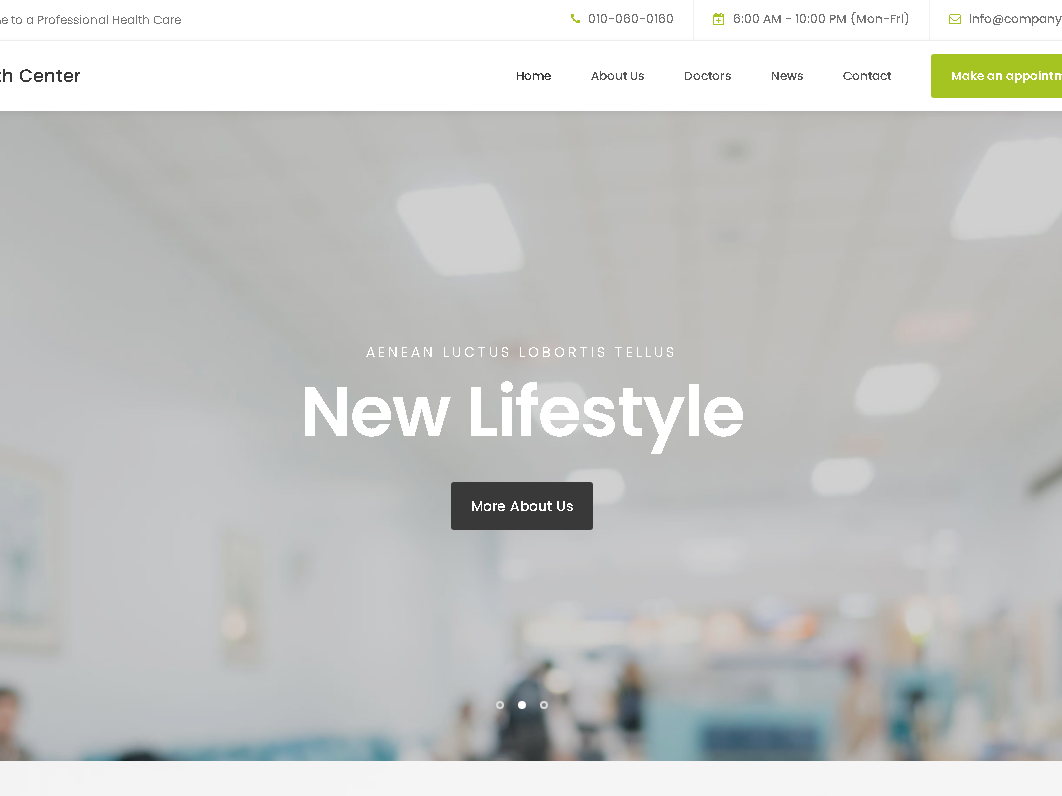 to a Professional Health Care
010-060-0160
6:00 AM - 10:00 PM (Mon-Fri)
info@company
Center
Home
About Us
Doctors
News
Contact
Make an
AENEAN LUCTUS LOBORTIS TELLUS
New Lifestyle
More About Us